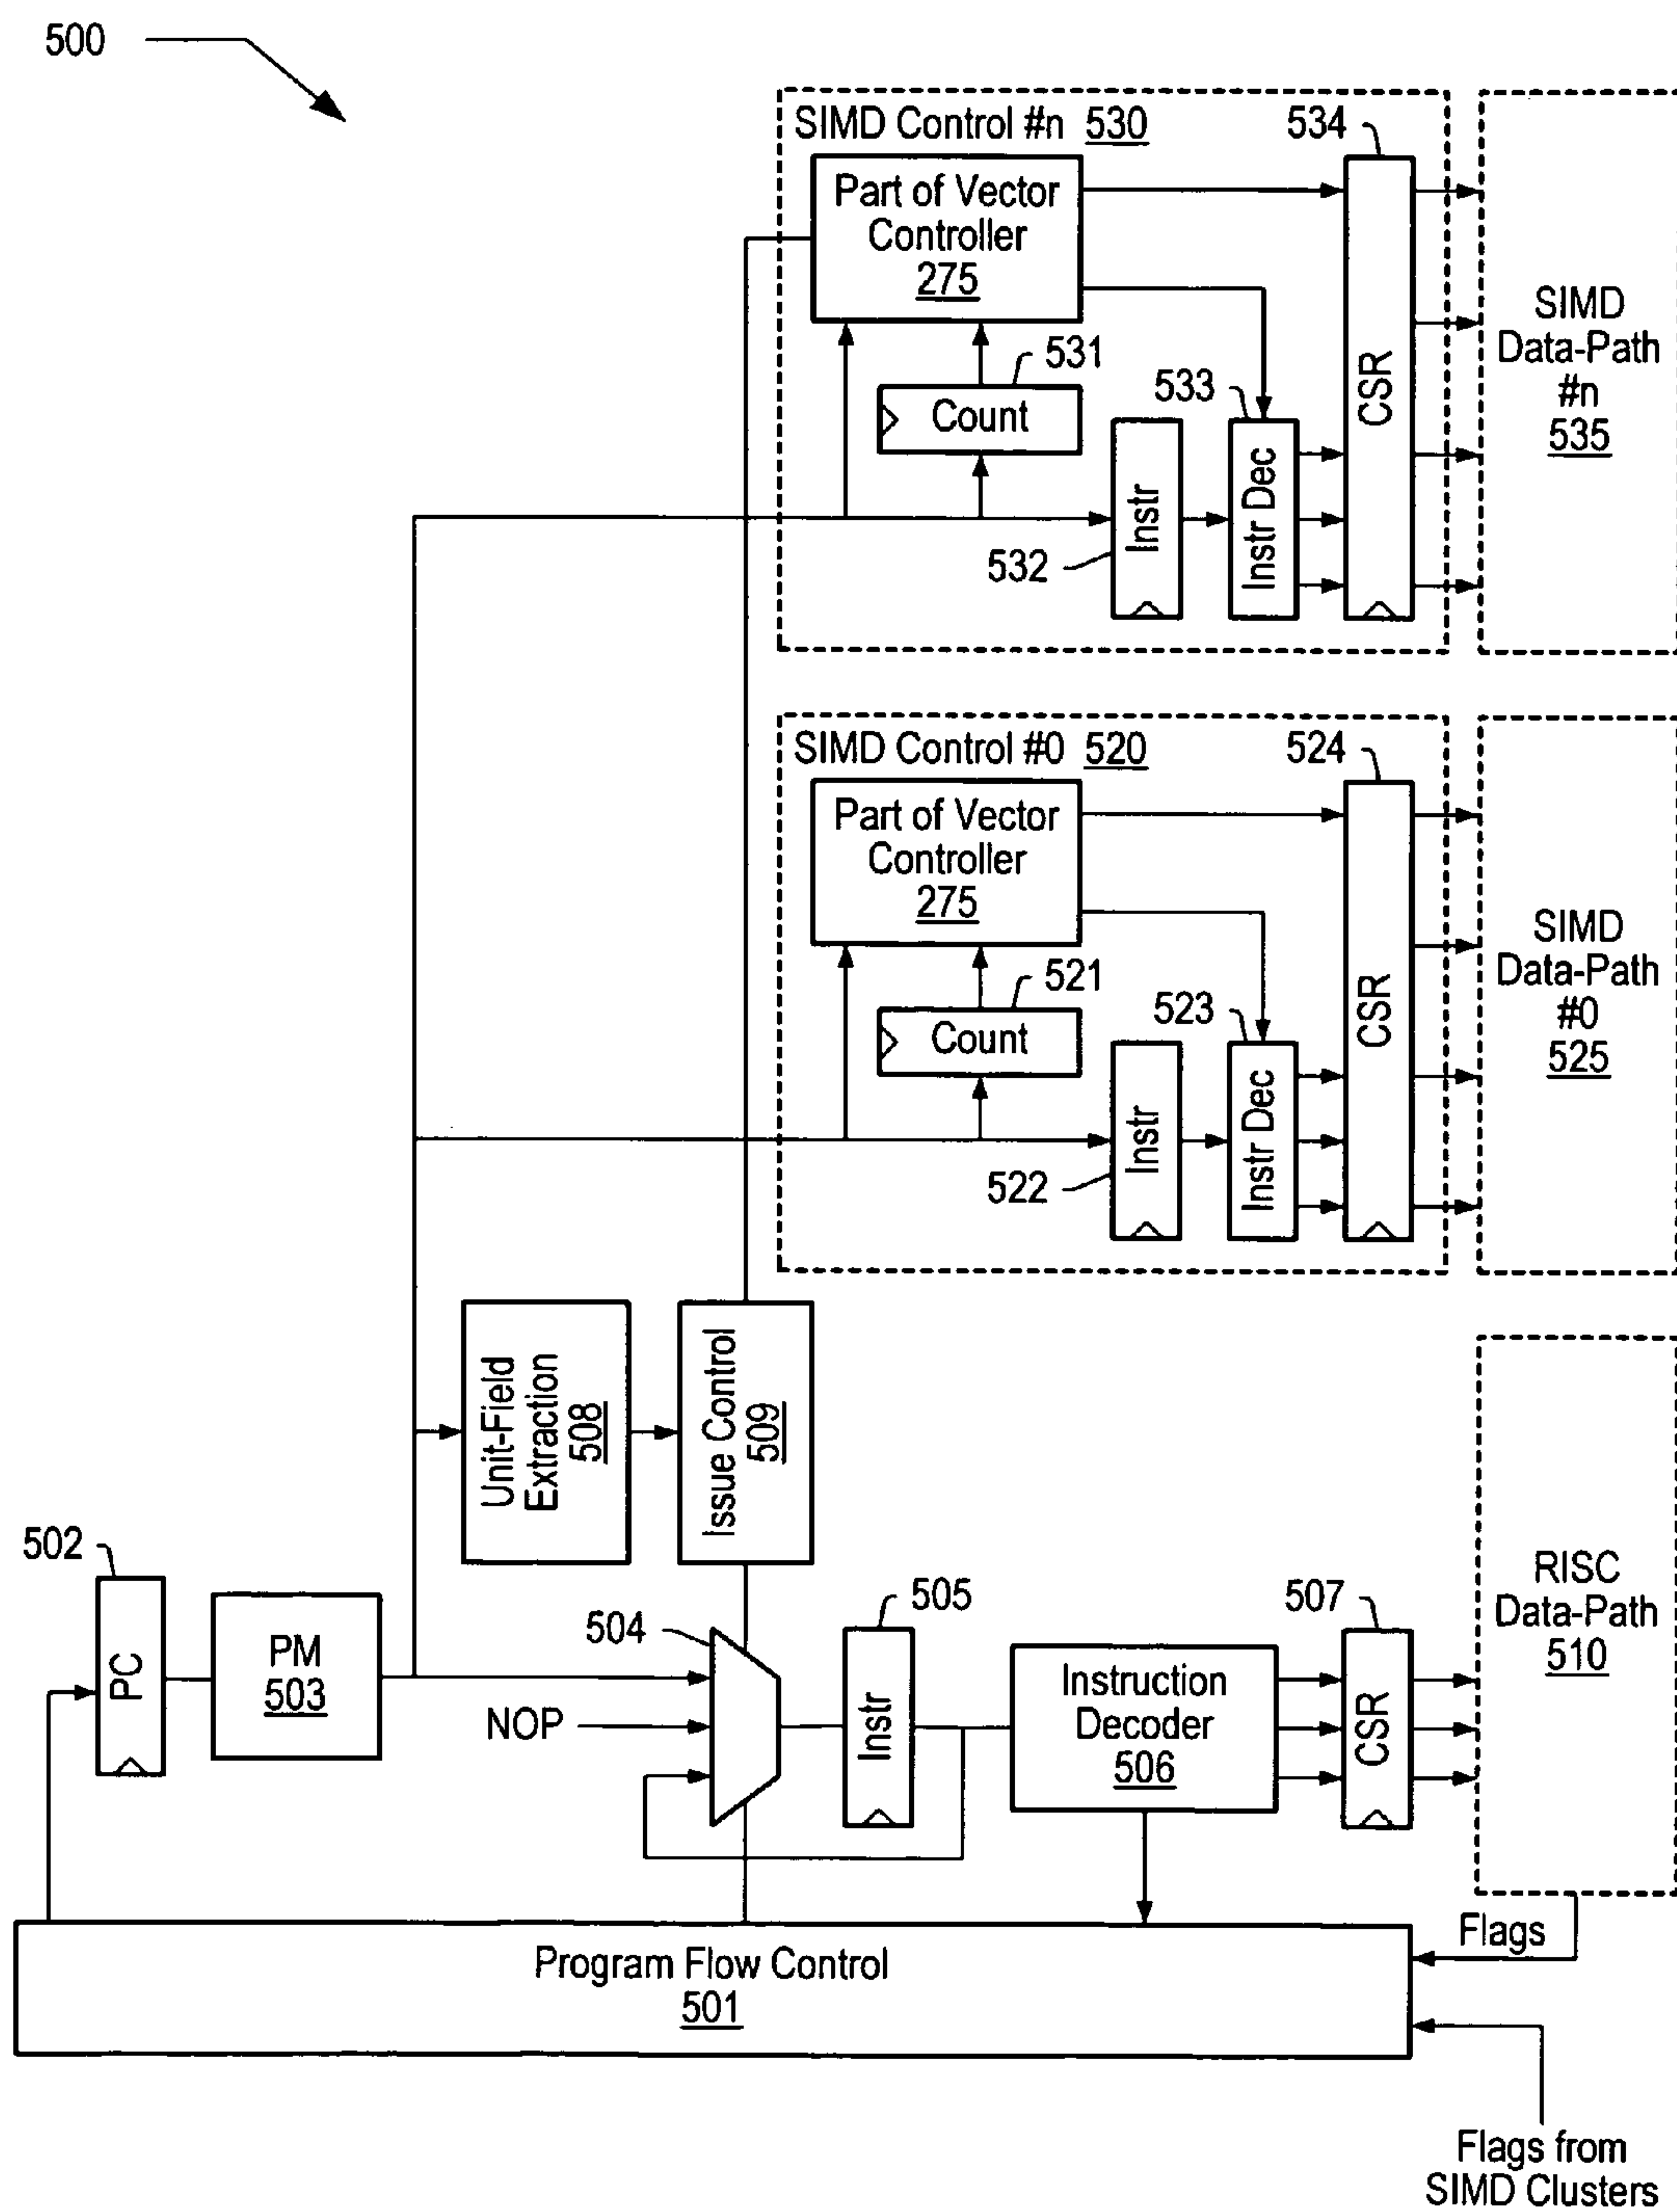 500
SIMD Control #n 530
534
Part of Vector
Controller
275
531
Count
533
Instr
532
Instr Dec
CSR
SIMD
Data-Path
#n
535
SIMD Control #0 520
524
Part of Vector
Controller
275
521
Count
523
Instr
522
Instr Dec
CSR
SIMD
Data-Path
#0
525
Unit-Field
Extraction
508
Issue Control
509
502
PC
PM
503
504
NOP
505
Instr
Instruction
Decoder
506
507
CSR
RISC
Data-Path
510
Flags
Program Flow Control
501
Flags from
SIMD Clusters